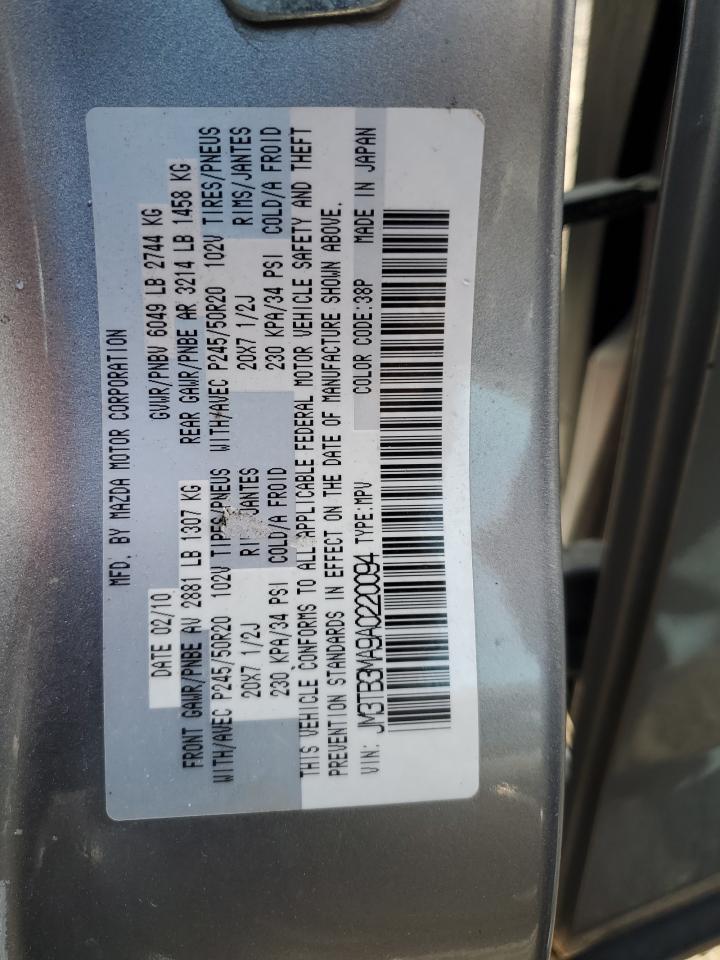 MFD. BY MAZDA MOTOR CORPORATION
DATE 02/10 GVWR/PNBV 6049 LB 2744 KG
FRONT GAWR/PNBE AV 2881 LB 1307 KG REAR GAWR/PNBE AR 3214 LB 1458 KG
WITH/AVEC P245/50R20 102V TIRES/PNEUS WITH/AVEC P245/50R20 102V TIRES/PNEUS
20X7 1/2J RIMS/JANTES 20X7 1/2J RIMS/JANTES
230 KPA/34 PSI COLD/A FROID 230 KPA/34 PSI COLD/A FROID
THIS VEHICLE CONFORMS TO ALL APPLICABLE FEDERAL MOTOR VEHICLE SAFETY AND THEFT
PREVENTION STANDARDS IN EFFECT ON THE DATE OF MANUFACTURE SHOWN ABOVE.
VIN: JM3TB3MA9A0220094 TYPE:MPV COLOR CODE:38P MADE IN JAPAN